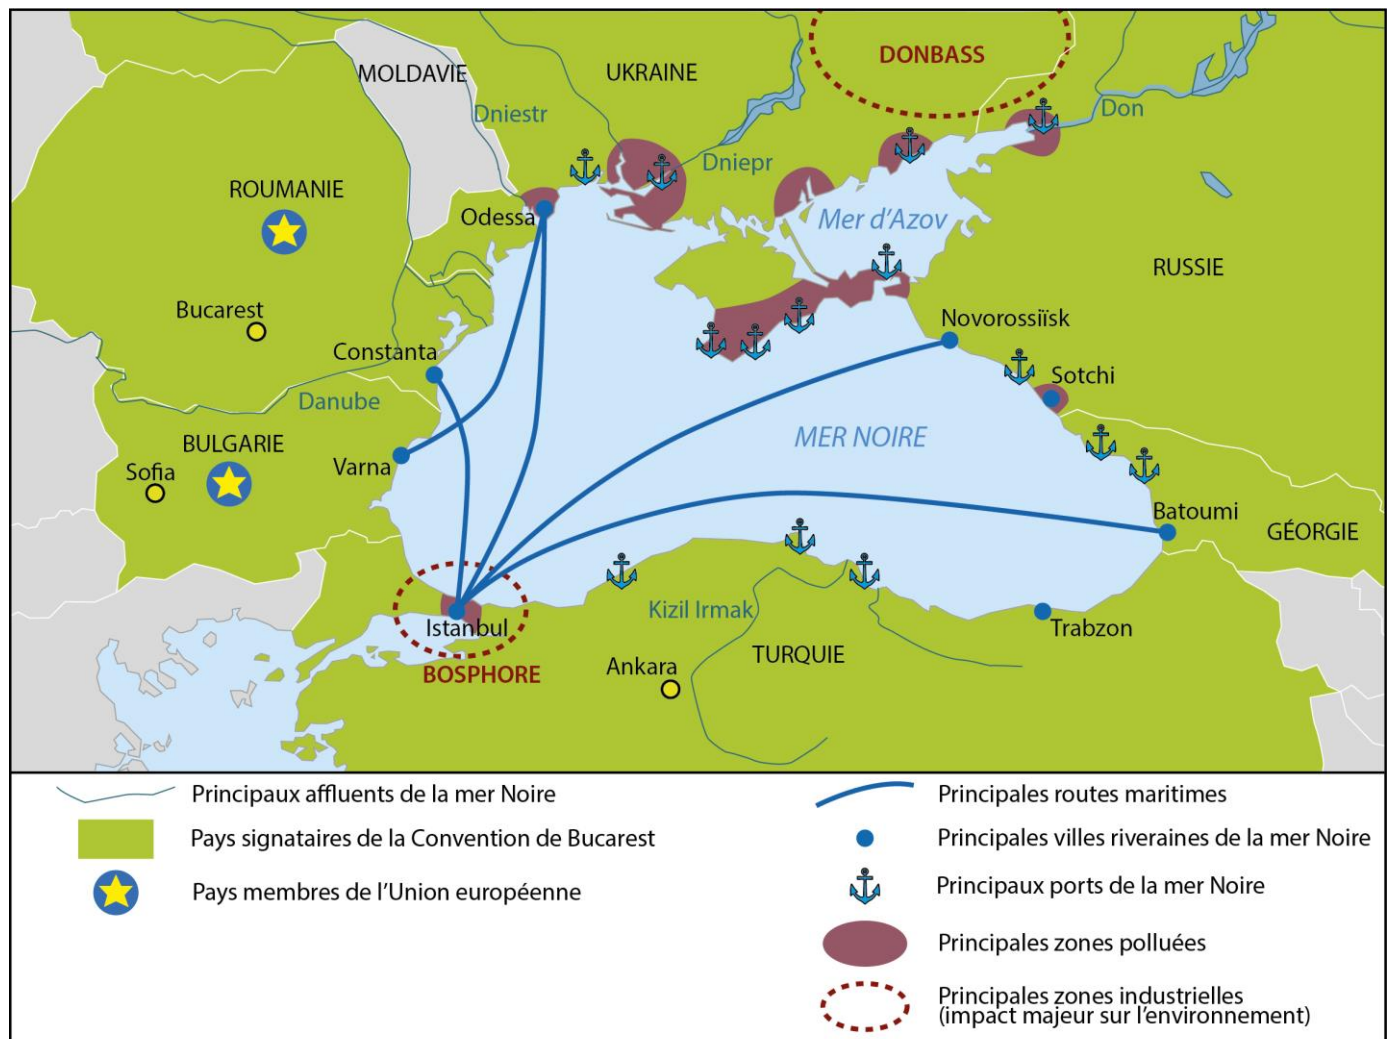 DONBASS
MOLDAVIE
UKRAINE
Dniestr
Don
Dniepr
ROUMANIE
Odessa
Mer d'Azov
RUSSIE
Bucarest
Novorossiïsk
Constanta
Sotchi
Danube
MER NOIRE
BULGARIE
Varna
Sofia
Batoumi
GÉORGIE
Kizil Irmak
Istanbul
Trabzon
TURQUIE
Ankara
BOSPHORE
Principaux affluents de la mer Noire
Pays signataires de la Convention de Bucarest
Pays membres de l'Union européenne
Principales routes maritimes
Principales villes riveraines de la mer Noire
Principaux ports de la mer Noire
Principales zones polluées
Principales zones industrielles
(impact majeur sur l'environnement)